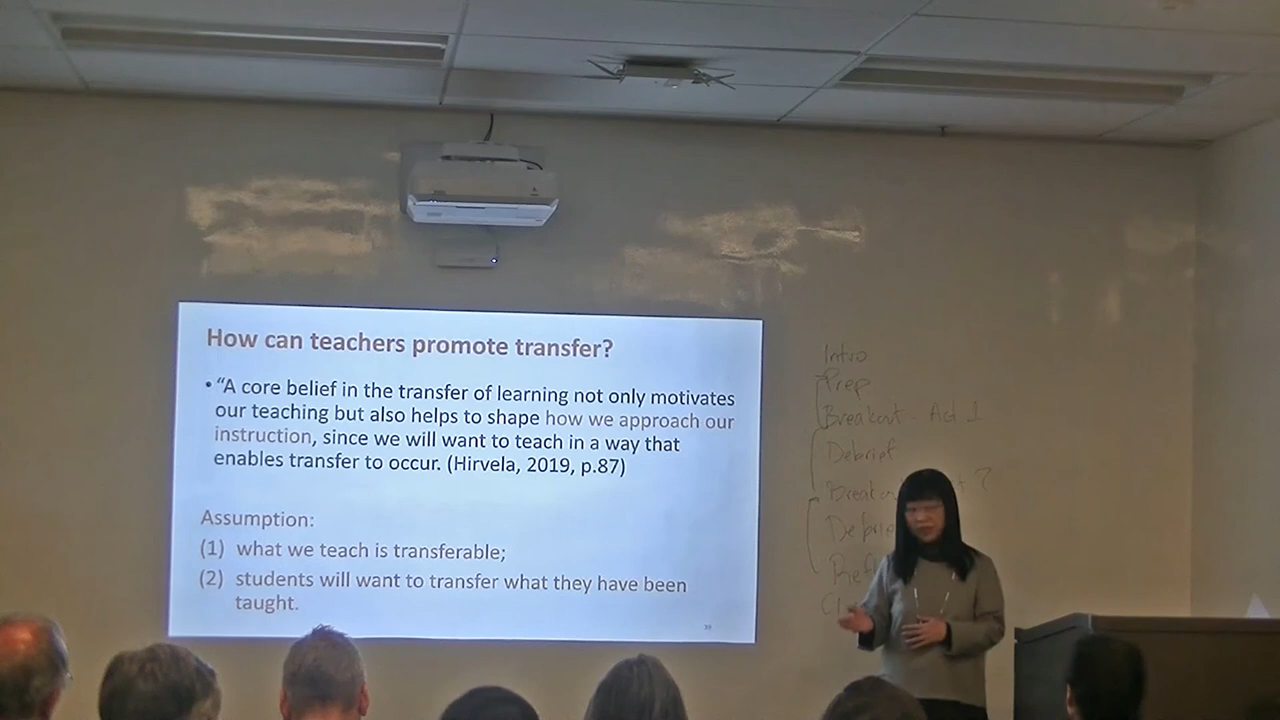 How can teachers promote transfer?
• “A core belief in the transfer of learning not only motivates
our teaching but also helps to shape how we approach our
instruction, since we will want to teach in a way that
enables transfer to occur. (Hirvela, 2019, p.87)
Assumption:
(1) what we teach is transferable;
(2) students will want to transfer what they have been
taught.
Intro
Prep
Breakout - Act 1
Debrief